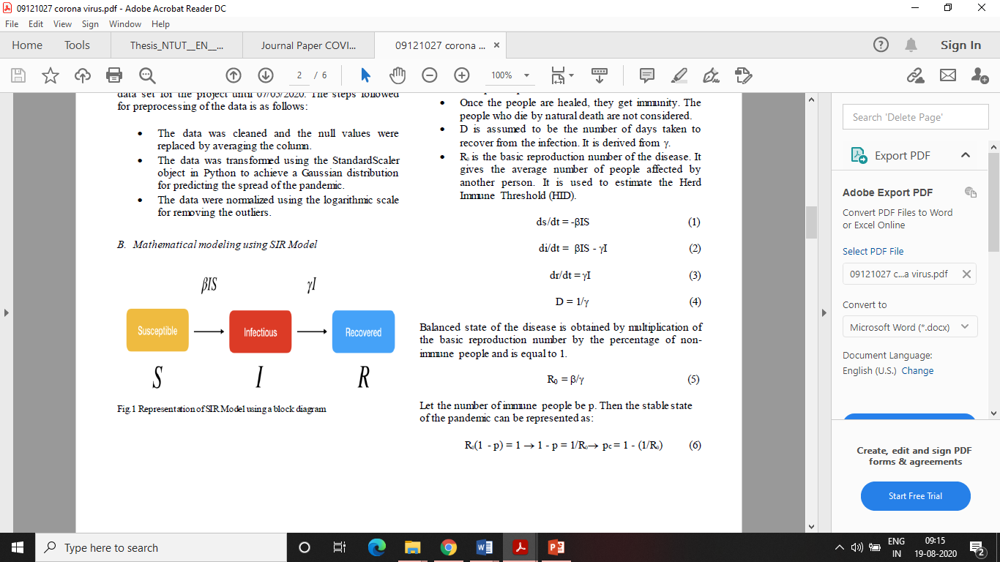 09121027 corona virus.pdf - Adobe Acrobat Reader DC
File Edit View Sign Window Help
Home Tools Thesis_NTUT__EN__... Journal Paper COVI... 09121027 corona ... ×
Sign In
2 / 6 100%
data set for the project until 07/05/2020. The steps followed
for preprocessing of the data is as follows:
• The data was cleaned and the null values were
replaced by averaging the column.
• The data was transformed using the StandardScaler
object in Python to achieve a Gaussian distribution
for predicting the spread of the pandemic.
• The data were normalized using the logarithmic scale
for removing the outliers.
B. Mathematical modeling using SIR Model
βIS γI
Susceptible Infectious Recovered
S I R
Fig.1 Representation of SIR Model using a block diagram
• Once the people are healed, they get immunity. The
people who die by natural death are not considered.
• D is assumed to be the number of days taken to
recover from the infection. It is derived from γ.
• R₀ is the basic reproduction number of the disease. It
gives the average number of people affected by
another person. It is used to estimate the Herd
Immune Threshold (HID).
ds/dt = -βIS (1)
di/dt = βIS - γI (2)
dr/dt = γI (3)
D = 1/γ (4)
Balanced state of the disease is obtained by multiplication of
the basic reproduction number by the percentage of non-
immune people and is equal to 1.
R₀ = β/γ (5)
Let the number of immune people be p. Then the stable state
of the pandemic can be represented as:
R₀(1 - p) = 1 → 1 - p = 1/R₀→ pc = 1 - (1/R₀) (6)
Search 'Delete Page'
Export PDF
Adobe Export PDF
Convert PDF Files to Word
or Excel Online
Select PDF File
09121027 c...a virus.pdf
Convert to
Microsoft Word (*.docx)
Document Language:
English (U.S.) Change
Create, edit and sign PDF
forms & agreements
Start Free Trial
Type here to search
ENG
IN
09:15
19-08-2020
2